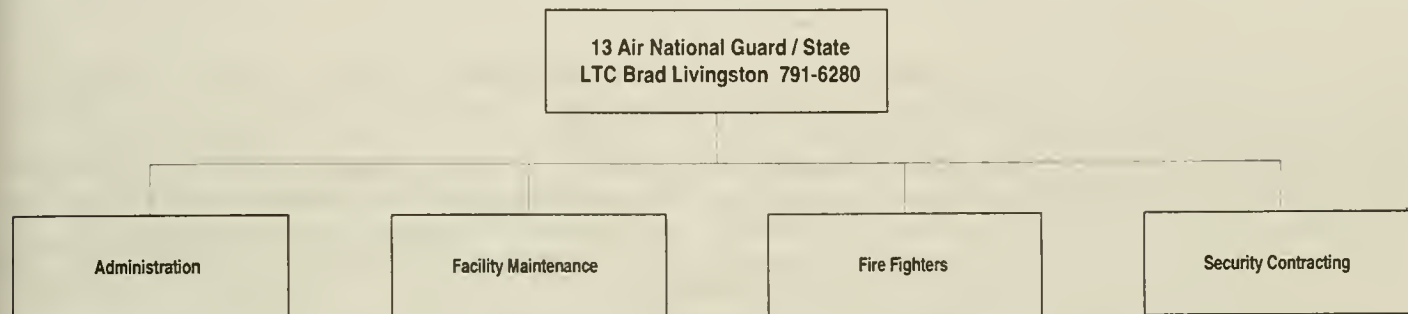 13 Air National Guard / State
LTC Brad Livingston 791-6280
Administration
Facility Maintenance
Fire Fighters
Security Contracting